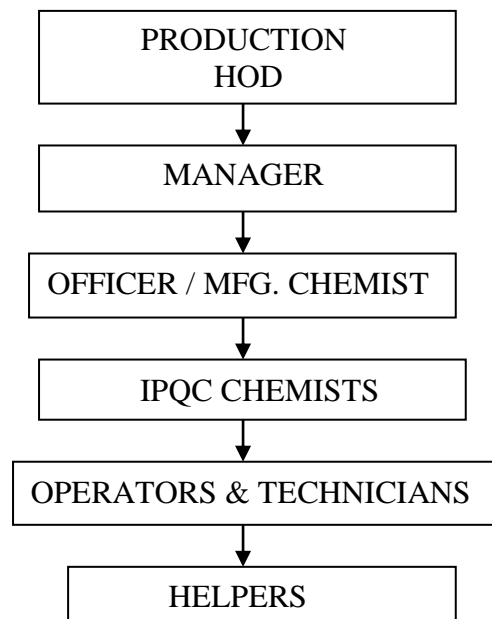 PRODUCTION
HOD
MANAGER
OFFICER / MFG. CHEMIST
IPQC CHEMISTS
OPERATORS & TECHNICIANS
HELPERS